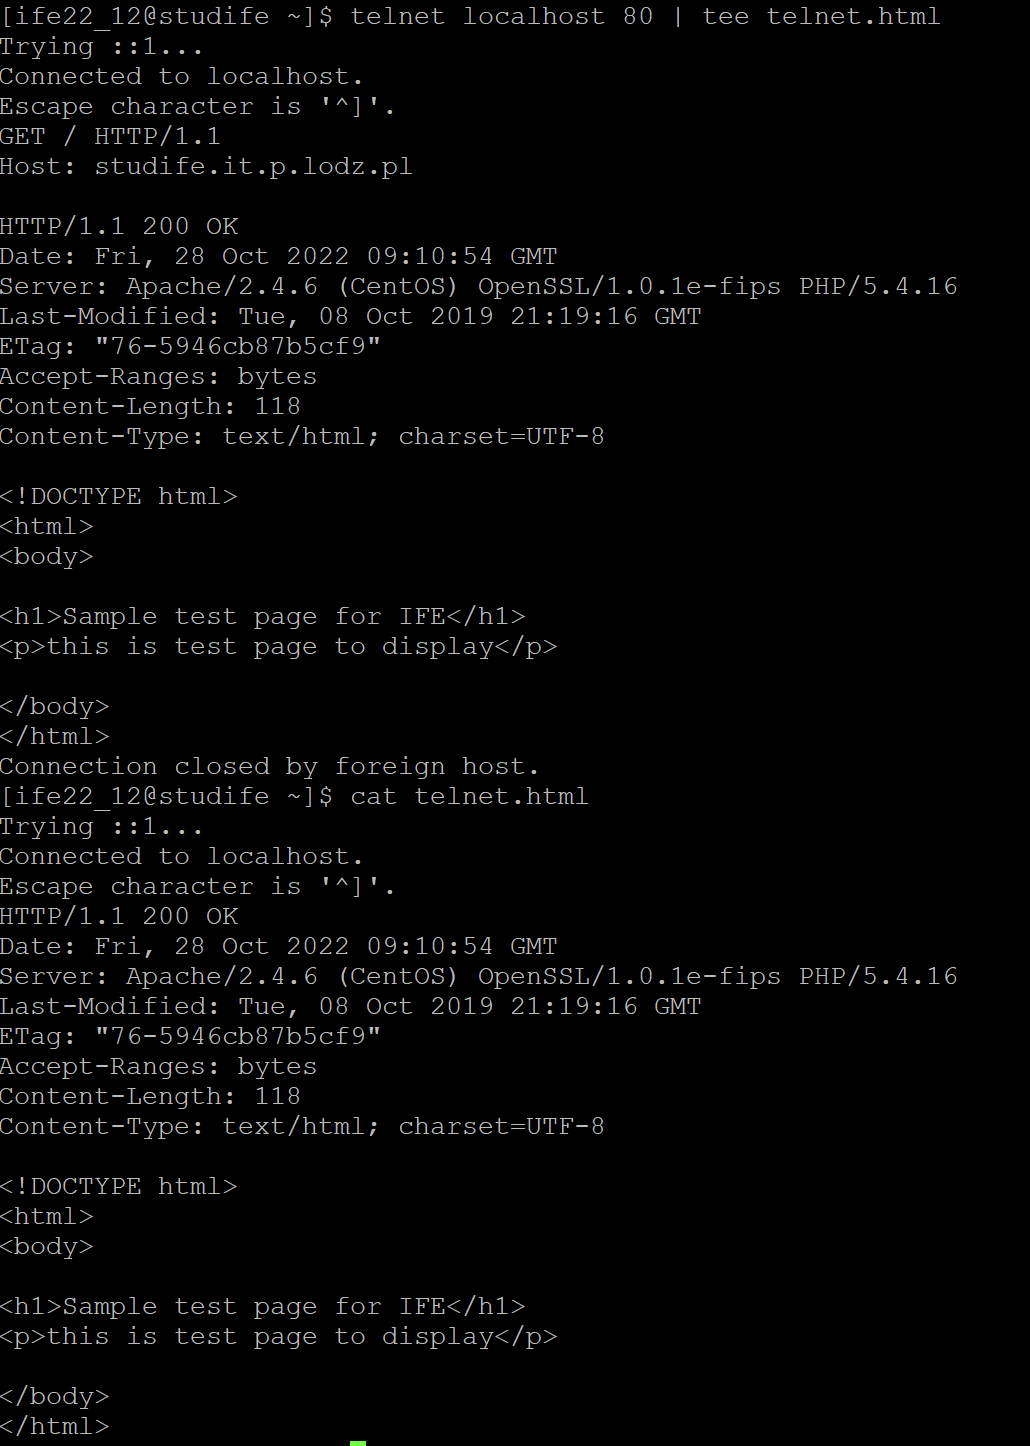 [ife22_12@studife ~]$ telnet localhost 80 | tee telnet.html
Trying ::1...
Connected to localhost.
Escape character is '^]'.
GET / HTTP/1.1
Host: studife.it.p.lodz.pl

HTTP/1.1 200 OK
Date: Fri, 28 Oct 2022 09:10:54 GMT
Server: Apache/2.4.6 (CentOS) OpenSSL/1.0.1e-fips PHP/5.4.16
Last-Modified: Tue, 08 Oct 2019 21:19:16 GMT
ETag: "76-5946cb87b5cf9"
Accept-Ranges: bytes
Content-Length: 118
Content-Type: text/html; charset=UTF-8

<!DOCTYPE html>
<html>
<body>

<h1>Sample test page for IFE</h1>
<p>this is test page to display</p>

</body>
</html>
Connection closed by foreign host.
[ife22_12@studife ~]$ cat telnet.html
Trying ::1...
Connected to localhost.
Escape character is '^]'.
HTTP/1.1 200 OK
Date: Fri, 28 Oct 2022 09:10:54 GMT
Server: Apache/2.4.6 (CentOS) OpenSSL/1.0.1e-fips PHP/5.4.16
Last-Modified: Tue, 08 Oct 2019 21:19:16 GMT
ETag: "76-5946cb87b5cf9"
Accept-Ranges: bytes
Content-Length: 118
Content-Type: text/html; charset=UTF-8

<!DOCTYPE html>
<html>
<body>

<h1>Sample test page for IFE</h1>
<p>this is test page to display</p>

</body>
</html>